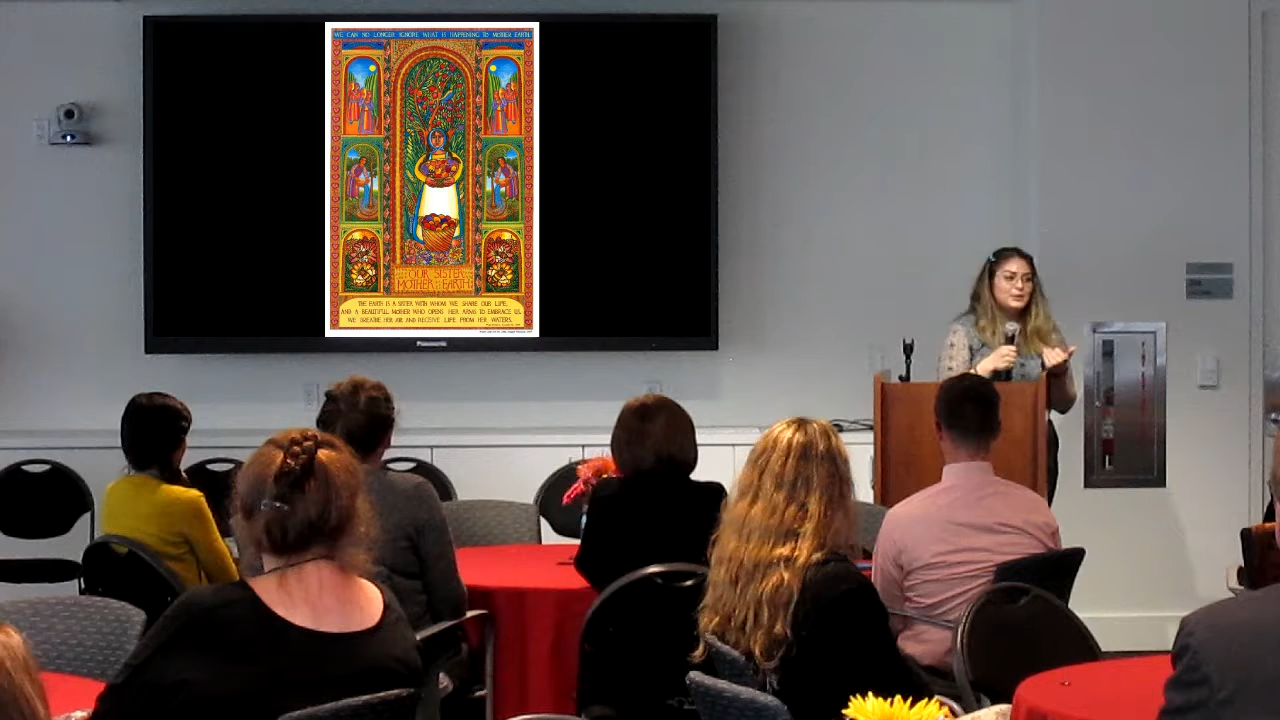 WE CAN NO LONGER IGNORE WHAT IS HAPPENING TO MOTHER EARTH
OUR SISTER
MOTHER EARTH
THE EARTH IS A SISTER WITH WHOM WE SHARE OUR LIFE,
AND A BEAUTIFUL MOTHER WHO OPENS HER ARMS TO EMBRACE US.
WE BREATHE HER AIR AND RECEIVE LIFE FROM HER WATERS.
Panasonic